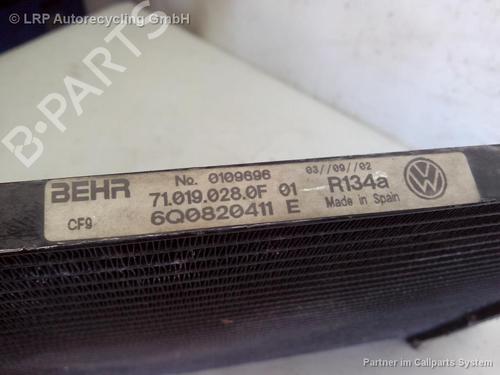 LRP Autorecycling GmbH
BEHR
No. 0109696
03//09//02
71.019.028.0F 01
R134a
CF9
6Q0820411 E
Made in Spain
Partner im Callparts System